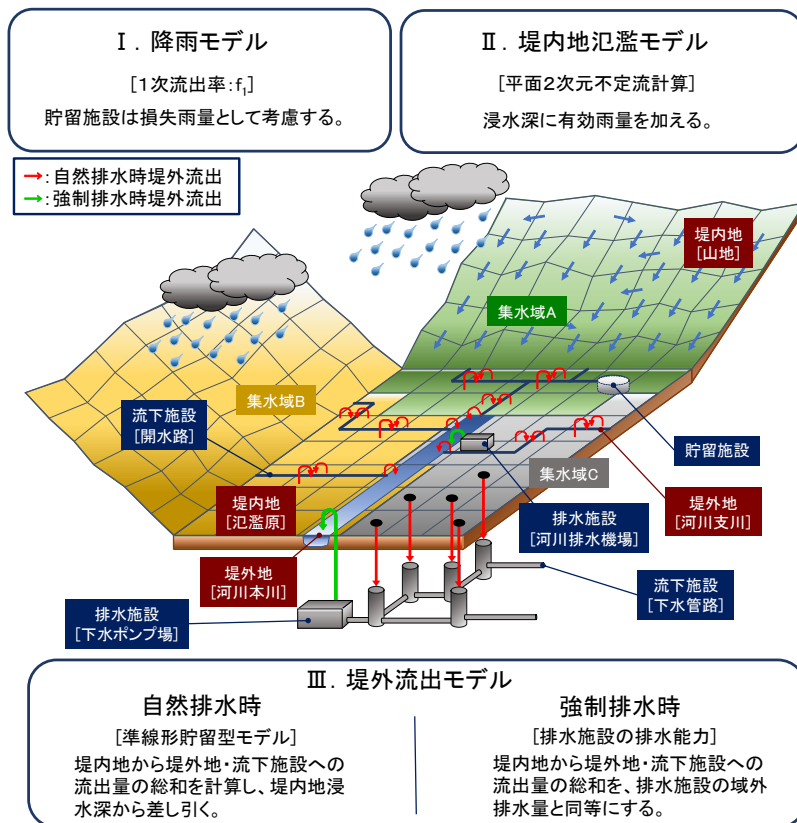 Ⅰ. 降雨モデル
[1次流出率:f₁]
貯留施設は損失雨量として考慮する。
Ⅱ. 堤内地氾濫モデル
[平面2次元不定流計算]
浸水深に有効雨量を加える。
→:自然排水時堤外流出
→:強制排水時堤外流出
堤内地
[山地]
集水域A
集水域B
流下施設
[開水路]
貯留施設
集水域C
堤内地
[氾濫原]
堤外地
[河川支川]
排水施設
[河川排水機場]
堤外地
[河川本川]
流下施設
[下水管路]
排水施設
[下水ポンプ場]
Ⅲ. 堤外流出モデル
自然排水時
[準線形貯留型モデル]
堤内地から堤外地・流下施設への
流出量の総和を計算し、堤内地浸
水深から差し引く。
強制排水時
[排水施設の排水能力]
堤内地から堤外地・流下施設への
流出量の総和を、排水施設の域外
排水量と同等にする。